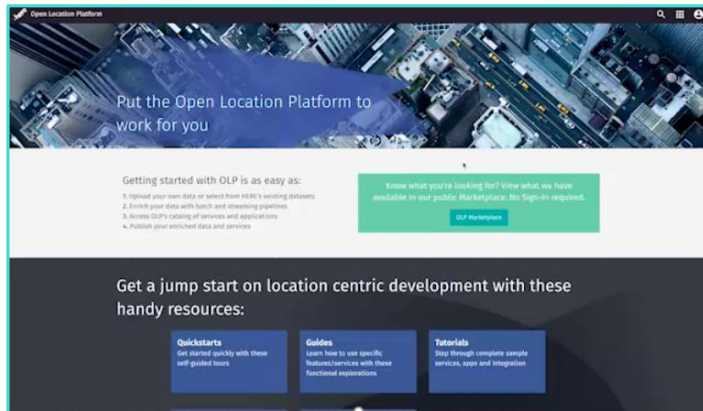 Open Location Platform
Put the Open Location Platform to
work for you
Getting started with OLP is as easy as:
1. Upload your own data or select from HERE's existing datasets
2. Enrich your data with batch and streaming pipelines
3. Access OLP's catalog of services and applications
4. Publish your enriched data and services
Know what you're looking for? View what we have
available in our public Marketplace. No Sign-In required.
OLP Marketplace
Get a jump start on location centric development with these
handy resources:
Quickstarts
Get started quickly with these
self-guided tours
Guides
Learn how to use specific
features/services with these
functional explorations
Tutorials
Step through complete sample
services, apps and integration